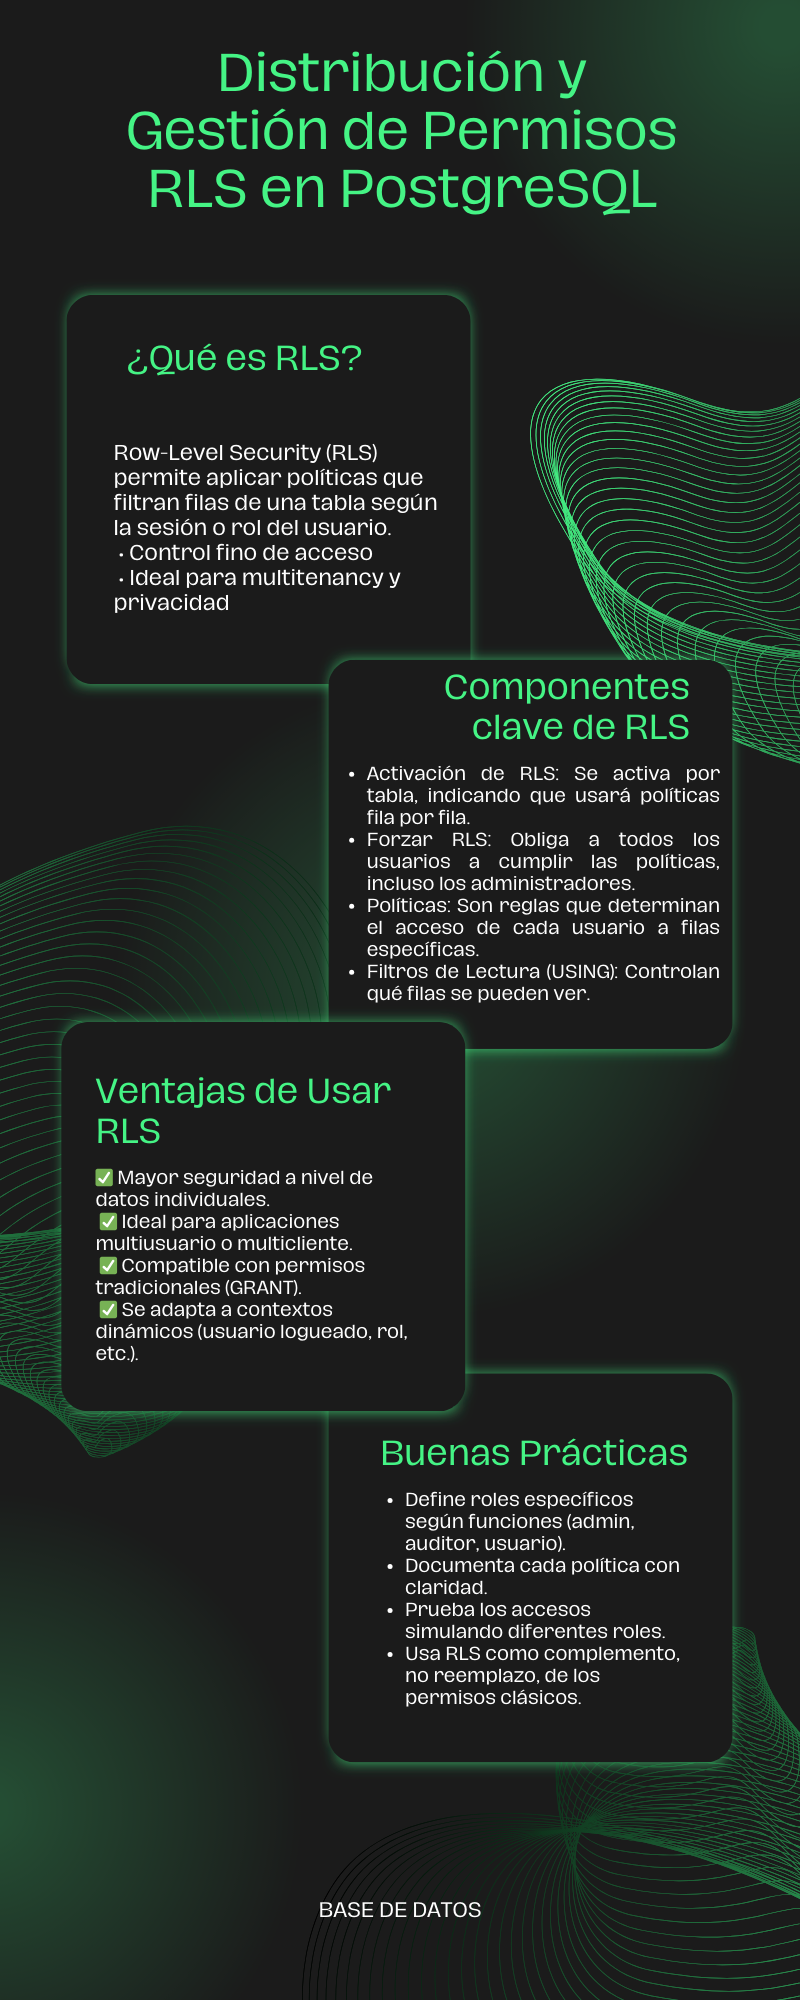 Distribución y
Gestión de Permisos
RLS en PostgreSQL
¿Qué es RLS?
Row-Level Security (RLS)
permite aplicar políticas que
filtran filas de una tabla según
la sesión o rol del usuario.
• Control fino de acceso
• Ideal para multitenancy y
privacidad
Componentes
clave de RLS
• Activación de RLS: Se activa por
tabla, indicando que usará políticas
fila por fila.
• Forzar RLS: Obliga a todos los
usuarios a cumplir las políticas,
incluso los administradores.
• Políticas: Son reglas que determinan
el acceso de cada usuario a filas
específicas.
• Filtros de Lectura (USING): Controlan
qué filas se pueden ver.
Ventajas de Usar
RLS
✅ Mayor seguridad a nivel de
datos individuales.
✅ Ideal para aplicaciones
multiusuario o multicliente.
✅ Compatible con permisos
tradicionales (GRANT).
✅ Se adapta a contextos
dinámicos (usuario logueado, rol,
etc.).
Buenas Prácticas
• Define roles específicos
según funciones (admin,
auditor, usuario).
• Documenta cada política con
claridad.
• Prueba los accesos
simulando diferentes roles.
• Usa RLS como complemento,
no reemplazo, de los
permisos clásicos.
BASE DE DATOS